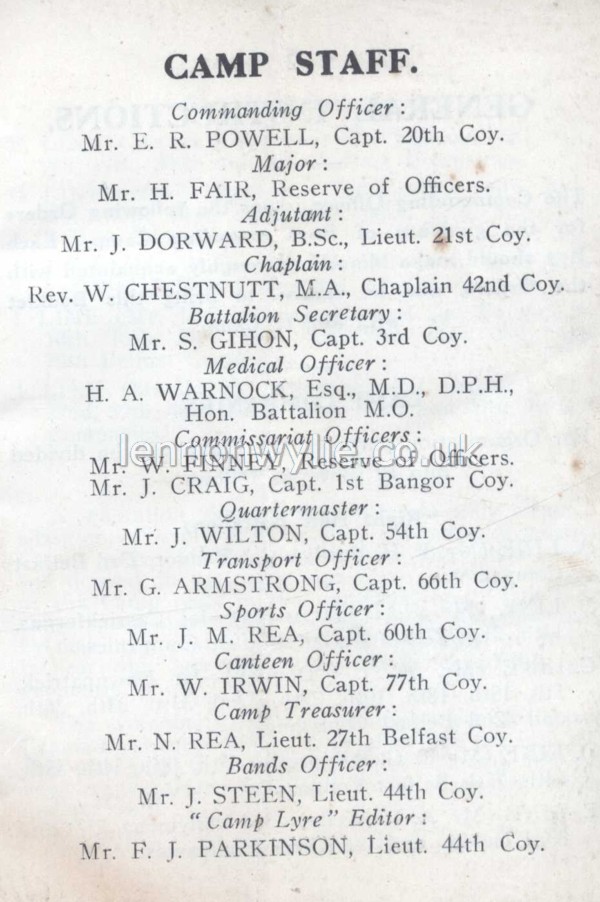 CAMP STAFF.
Commanding Officer:
Mr. E. R. POWELL, Capt. 20th Coy.
Major:
Mr. H. FAIR, Reserve of Officers.
Adjutant:
Mr. J. DORWARD, B.Sc., Lieut. 21st Coy.
Chaplain:
Rev. W. CHESTNUTT, M.A., Chaplain 42nd Coy.
Battalion Secretary:
Mr. S. GIHON, Capt. 3rd Coy.
Medical Officer:
H. A. WARNOCK, Esq., M.D., D.P.H.,
Hon. Battalion M.O.
Commissariat Officers:
lennonwylie.co.uk
Mr. W. FINNEY, Reserve of Officers.
Mr. J. CRAIG, Capt. 1st Bangor Coy.
Quartermaster:
Mr. J. WILTON, Capt. 54th Coy.
Transport Officer:
Mr. G. ARMSTRONG, Capt. 66th Coy.
Sports Officer:
Mr. J. M. REA, Capt. 60th Coy.
Canteen Officer:
Mr. W. IRWIN, Capt. 77th Coy.
Camp Treasurer:
Mr. N. REA, Lieut. 27th Belfast Coy.
Bands Officer:
Mr. J. STEEN, Lieut. 44th Coy.
"Camp Lyre" Editor:
Mr. F. J. PARKINSON, Lieut. 44th Coy.